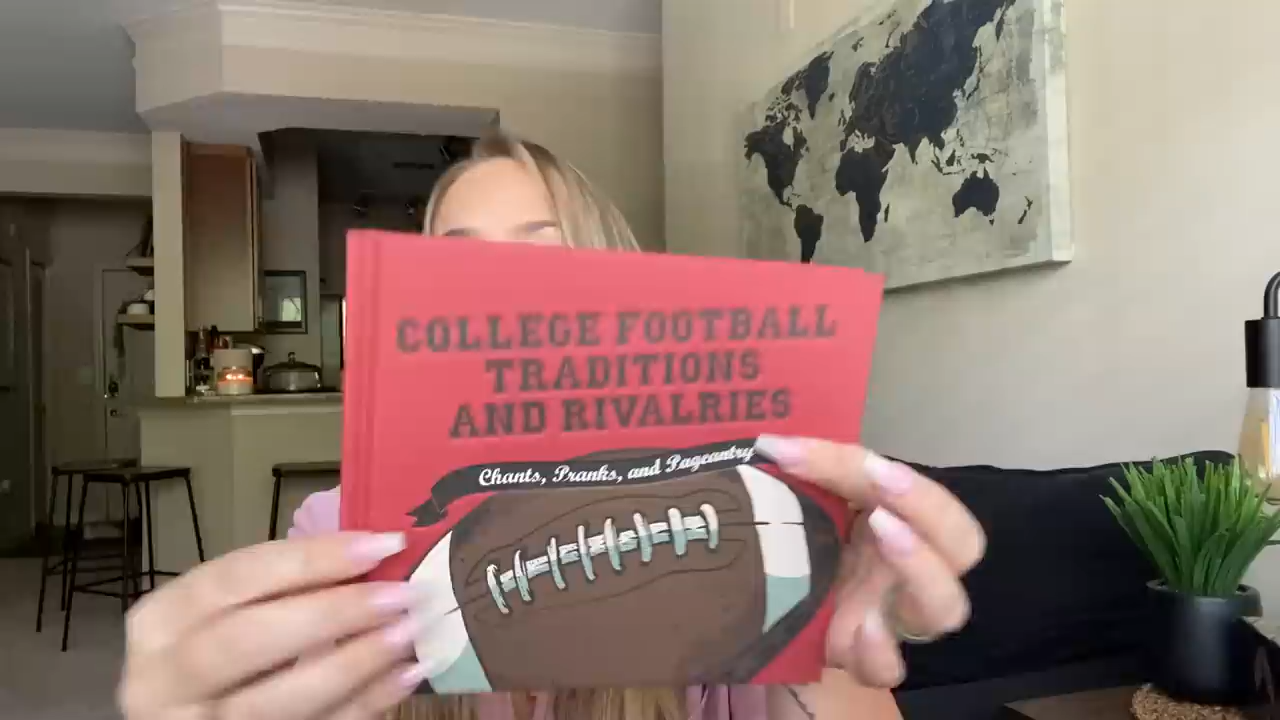 COLLEGE FOOTBALL
TRADITIONS
AND RIVALRIES
Chants, Pranks, and Pageantry